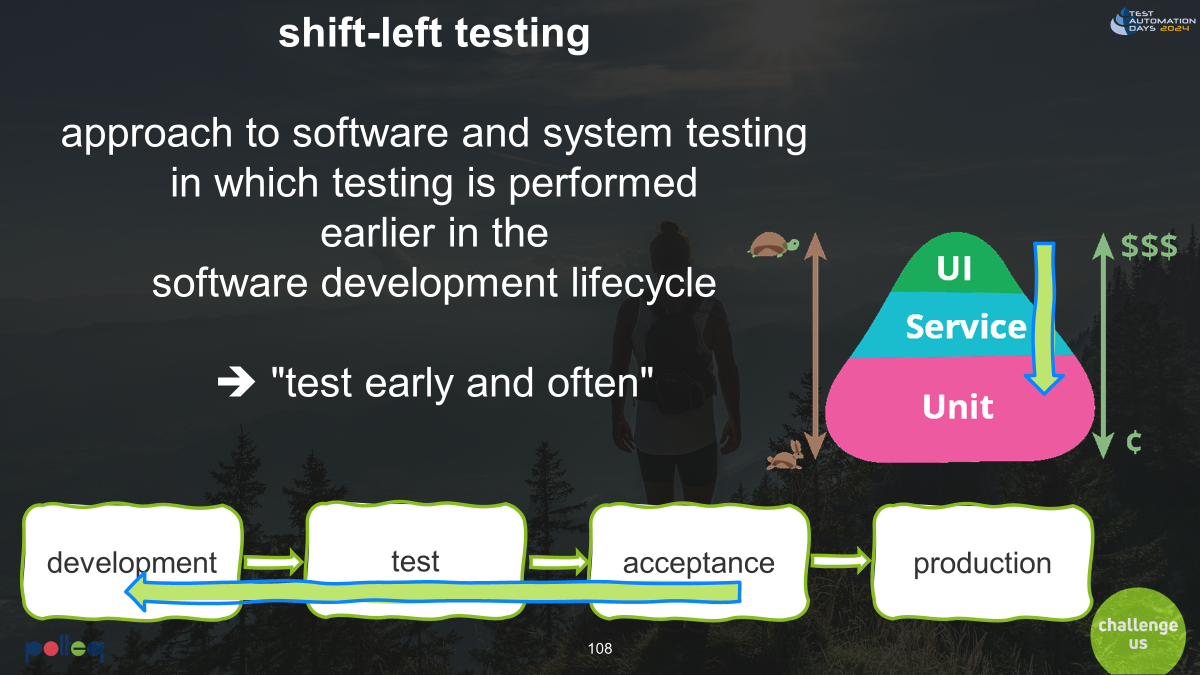 shift-left testing
TEST
AUTOMATION
DAYS 2024
approach to software and system testing
in which testing is performed
earlier in the
software development lifecycle
➔ "test early and often"
UI
Service
Unit
$$$
¢
development
test
acceptance
production
polteq
108
challenge
us